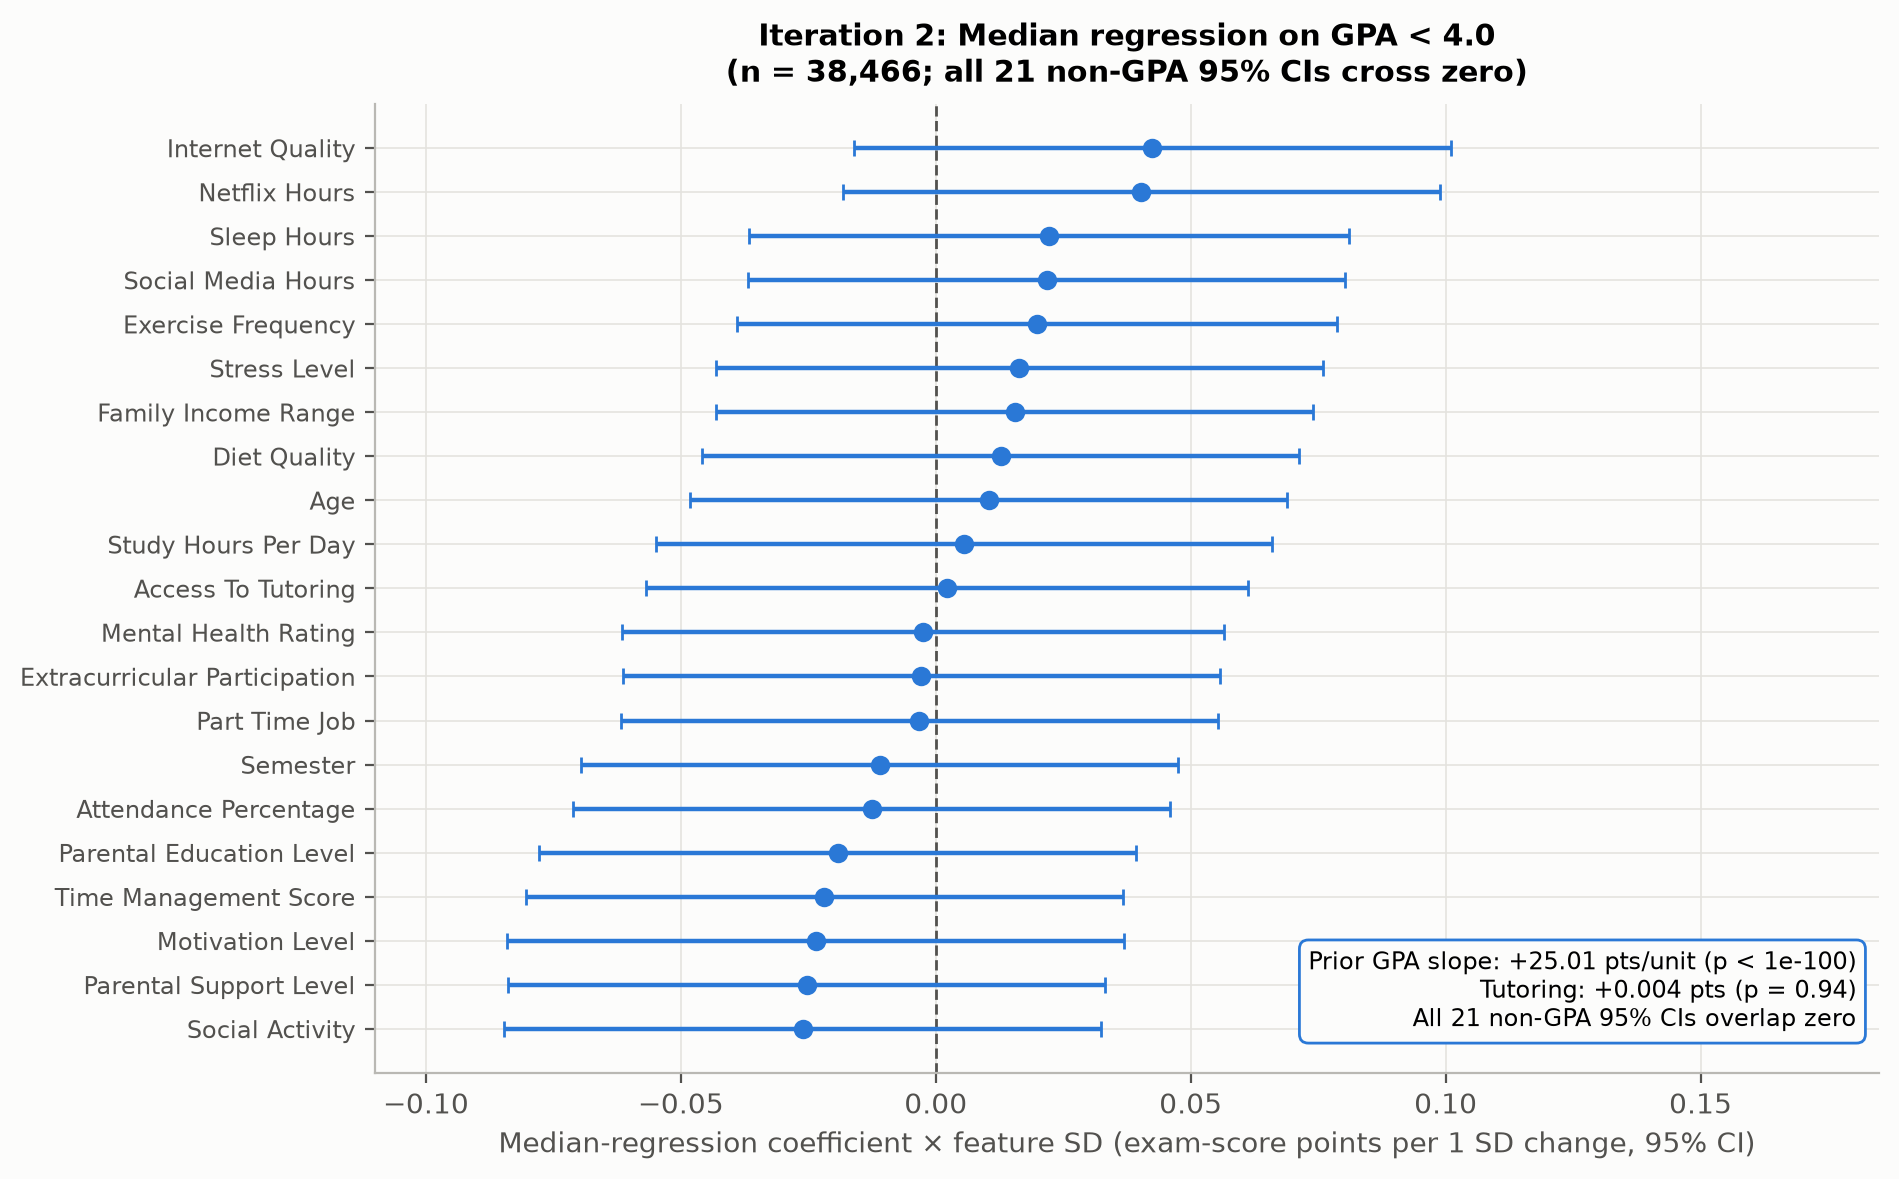 Iteration 2: Median regression on GPA < 4.0
(n = 38,466; all 21 non-GPA 95% CIs cross zero)
Internet Quality
Netflix Hours
Sleep Hours
Social Media Hours
Exercise Frequency
Stress Level
Family Income Range
Diet Quality
Age
Study Hours Per Day
Access To Tutoring
Mental Health Rating
Extracurricular Participation
Part Time Job
Semester
Attendance Percentage
Parental Education Level
Time Management Score
Motivation Level
Parental Support Level
Social Activity
Prior GPA slope: +25.01 pts/unit (p < 1e-100)
Tutoring: +0.004 pts (p = 0.94)
All 21 non-GPA 95% CIs overlap zero
−0.10 −0.05 0.00 0.05 0.10 0.15
Median-regression coefficient × feature SD (exam-score points per 1 SD change, 95% CI)